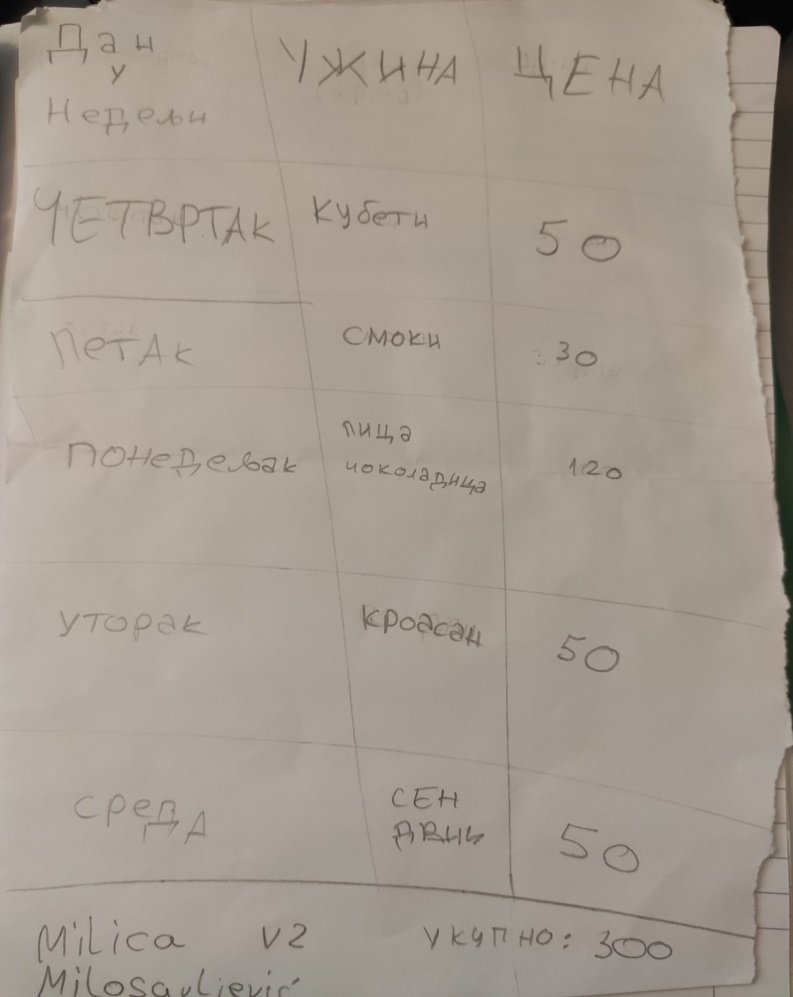 Дан УЖИНА ЦЕНА
у
Недељи
ЧЕТВРТАК Кубети 50
ПетАк смоки 30
понедељак пица 120
чоколадица
уторак кроасан 50
средА СЕН 50
двич
Milica V2 укупно: 300
Milosavljević